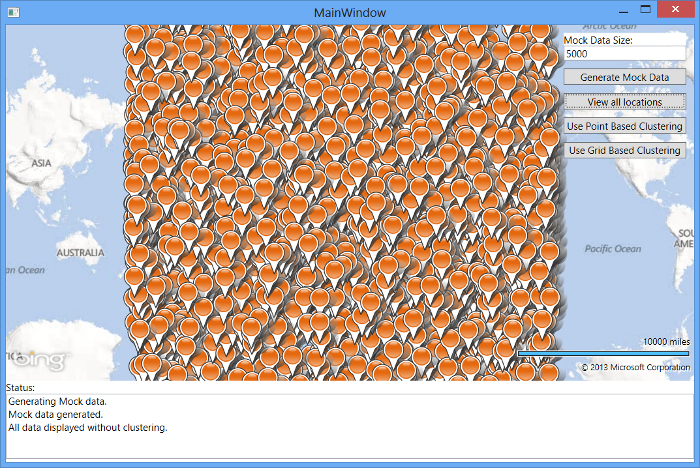 MainWindow
Arctic Ocean
Mock Data Size:
5000
Generate Mock Data
View all locations
Use Point Based Clustering
Use Grid Based Clustering
ASIA
AUSTRALIA
an Ocean
Pacific Ocean
SOU
AME
bing
10000 miles
© 2013 Microsoft Corporation
Status:
Generating Mock data.
Mock data generated.
All data displayed without clustering.